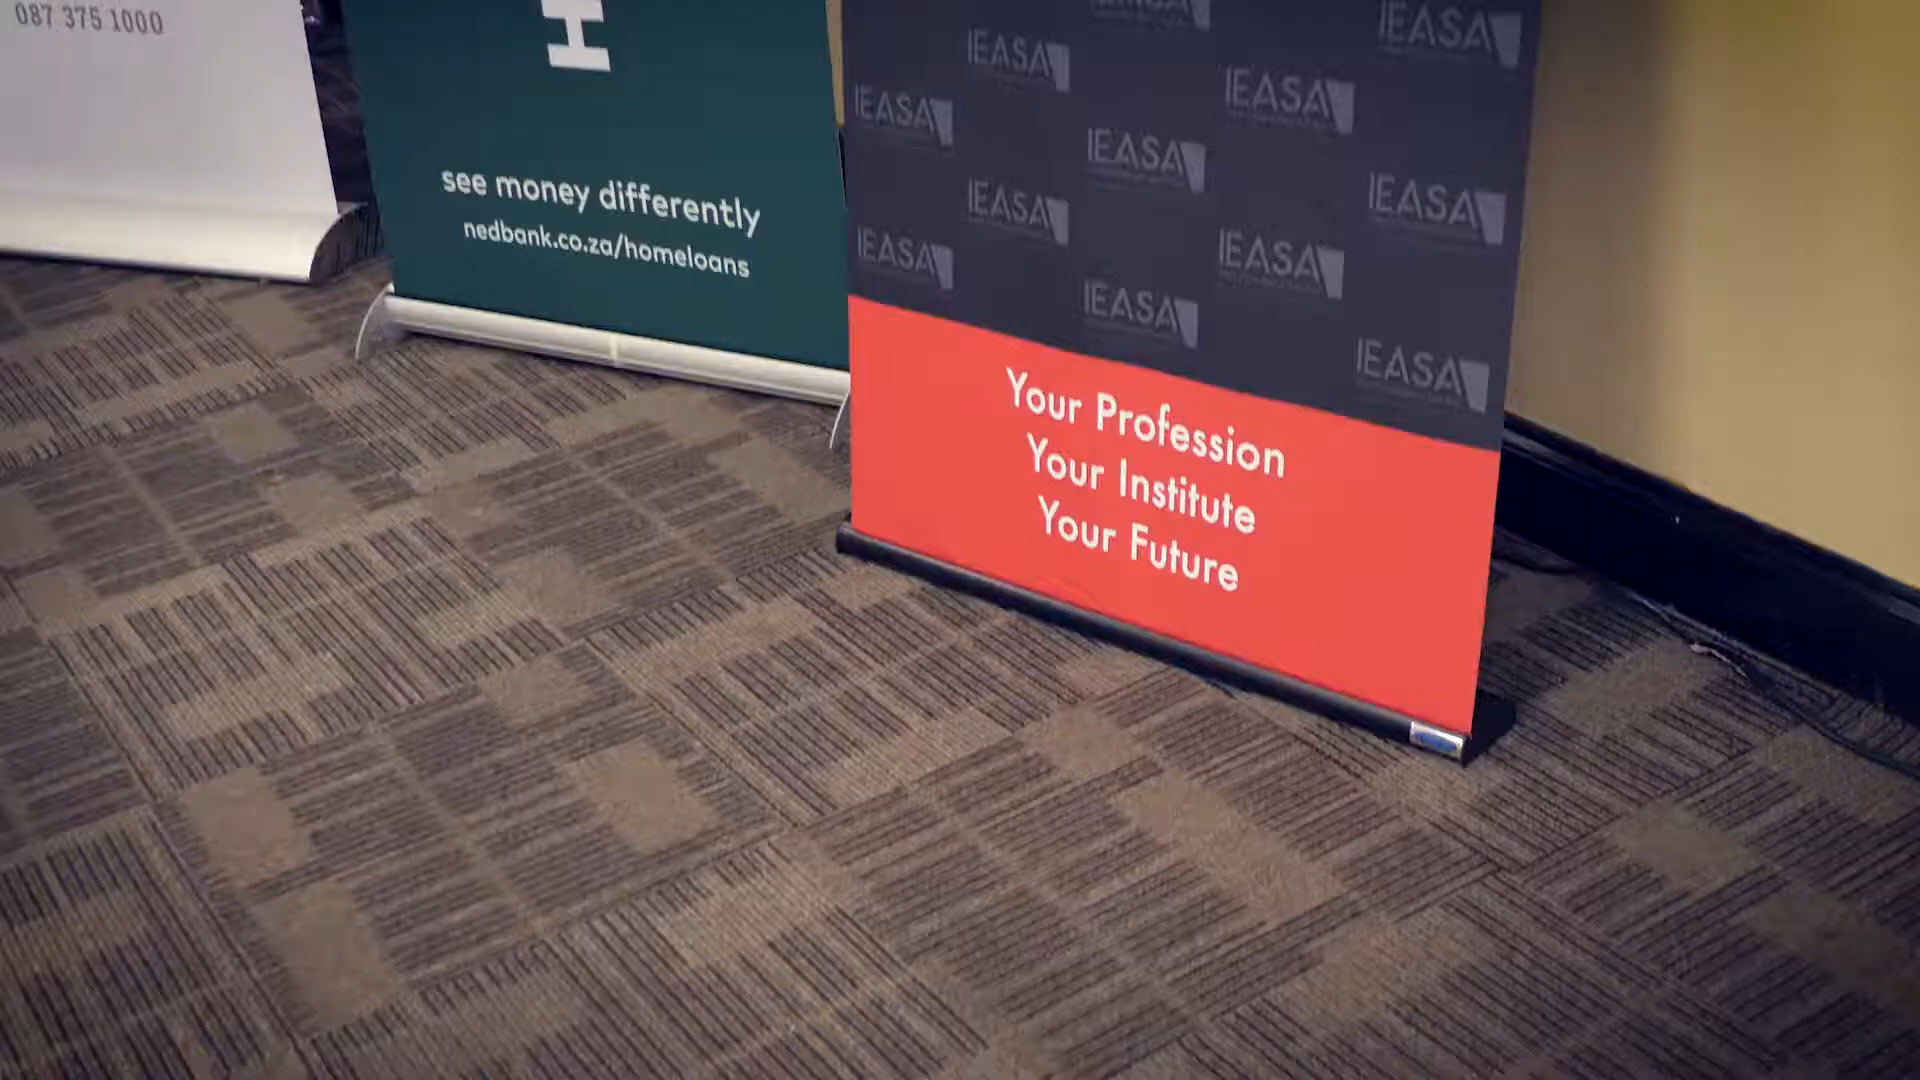 087 375 1000
see money differently
nedbank.co.za/homeloans
IEASA
IEASA
IEASA
IEASA
IEASA
IEASA
IEASA
IEASA
IEASA
IEASA
IEASA
Your Profession
Your Institute
Your Future